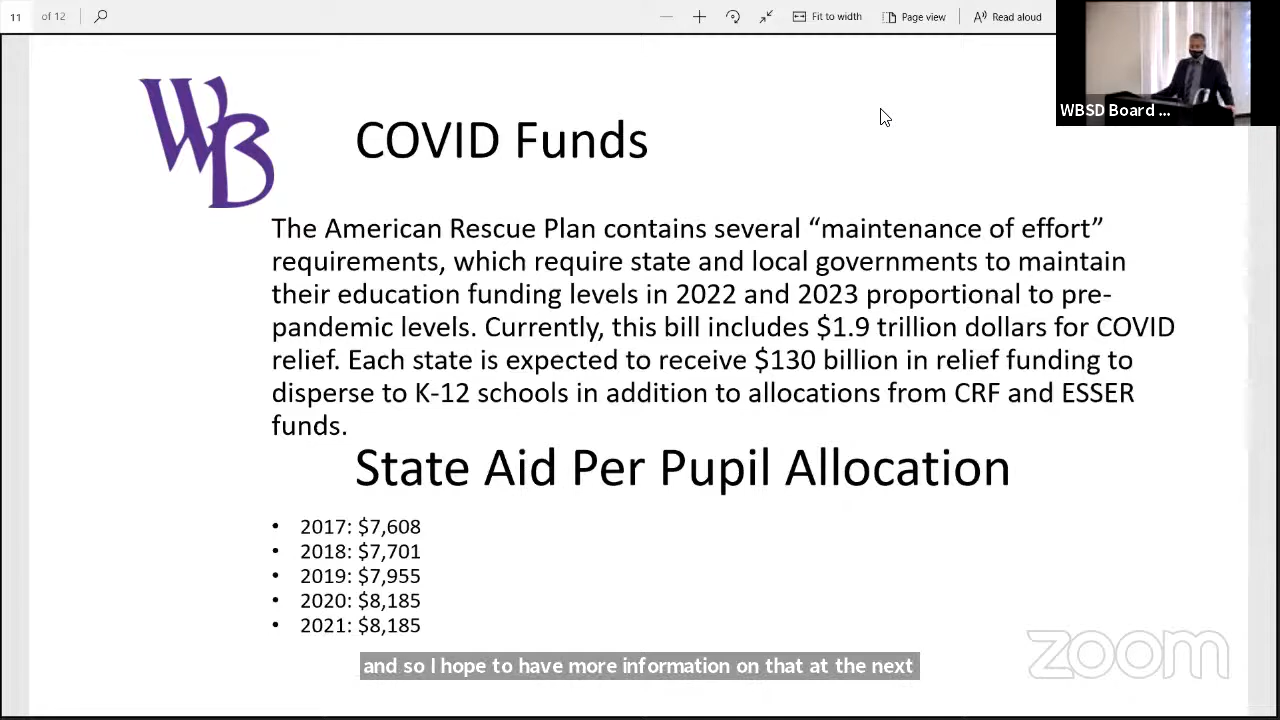 11 of 12 Fit to width Page view Read aloud
WBSD Board ...
WB
COVID Funds
The American Rescue Plan contains several “maintenance of effort”
requirements, which require state and local governments to maintain
their education funding levels in 2022 and 2023 proportional to pre-
pandemic levels. Currently, this bill includes $1.9 trillion dollars for COVID
relief. Each state is expected to receive $130 billion in relief funding to
disperse to K-12 schools in addition to allocations from CRF and ESSER
funds.
State Aid Per Pupil Allocation
• 2017: $7,608
• 2018: $7,701
• 2019: $7,955
• 2020: $8,185
• 2021: $8,185
and so I hope to have more information on that at the next
zoom